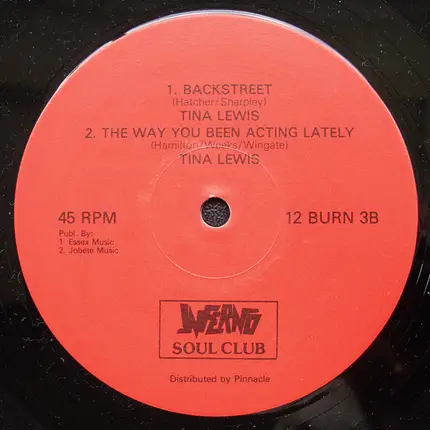 1. BACKSTREET
(Hatcher/Sharpley)
TINA LEWIS
2. THE WAY YOU BEEN ACTING LATELY
(Hamilton/Weeks/Wingate)
TINA LEWIS
45 RPM
12 BURN 3B
Publ. By:
1 Essex Music
2. Jobete Music
INFERNO
SOUL CLUB
Distributed by Pinnacle